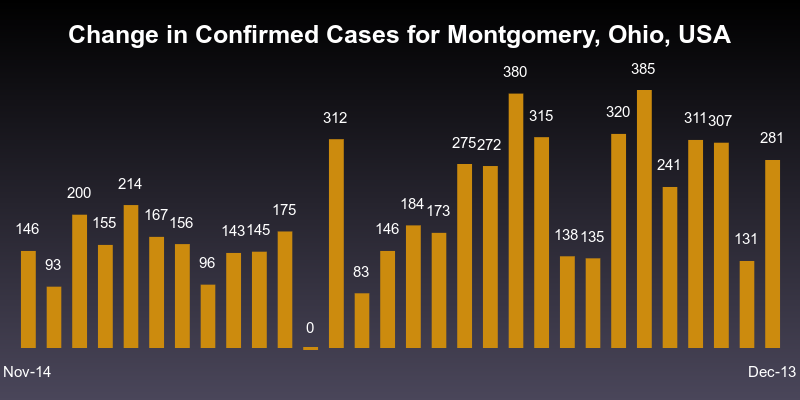 Change in Confirmed Cases for Montgomery, Ohio, USA
146 93 200 155 214 167 156 96 143 145 175 0 312 83 146 184 173 275 272 380 315 138 135 320 385 241 311 307 131 281
Nov-14 Dec-13